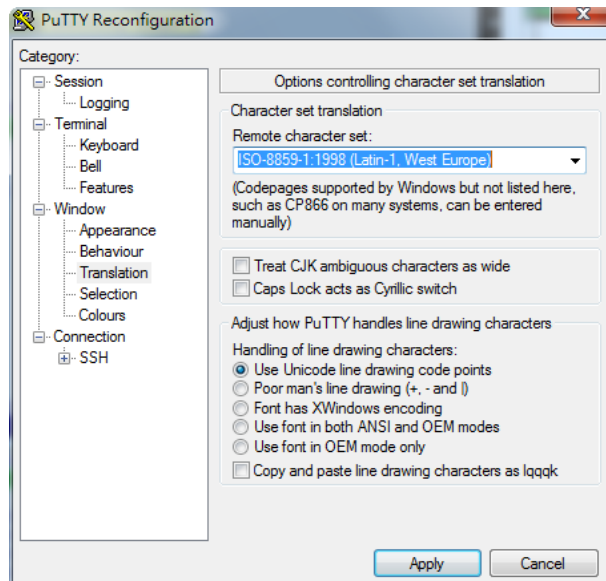 PuTTY Reconfiguration
Category:
Session
Logging
Terminal
Keyboard
Bell
Features
Window
Appearance
Behaviour
Translation
Selection
Colours
Connection
SSH
Options controlling character set translation
Character set translation
Remote character set:
ISO-8859-1:1998 (Latin-1, West Europe)
(Codepages supported by Windows but not listed here,
such as CP866 on many systems, can be entered
manually)
Treat CJK ambiguous characters as wide
Caps Lock acts as Cyrillic switch
Adjust how PuTTY handles line drawing characters
Handling of line drawing characters:
Use Unicode line drawing code points
Poor man's line drawing (+, - and |)
Font has XWindows encoding
Use font in both ANSI and OEM modes
Use font in OEM mode only
Copy and paste line drawing characters as lqqqk
Apply
Cancel